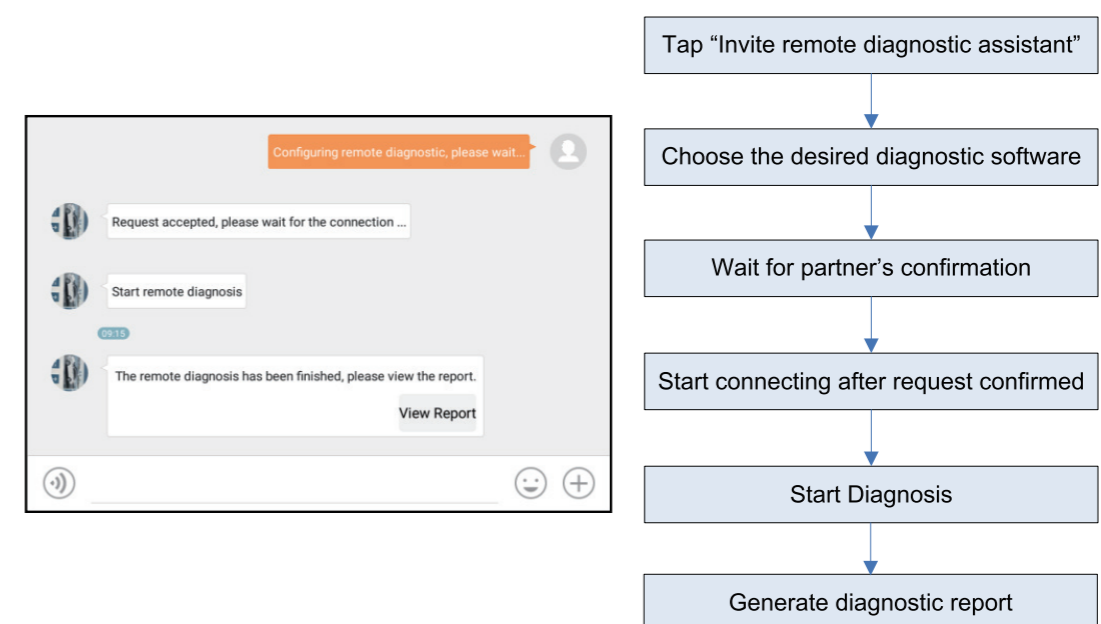 Configuring remote diagnostic, please wait...
Request accepted, please wait for the connection ...
Start remote diagnosis
09:15
The remote diagnosis has been finished, please view the report.
View Report
Tap “Invite remote diagnostic assistant”
Choose the desired diagnostic software
Wait for partner’s confirmation
Start connecting after request confirmed
Start Diagnosis
Generate diagnostic report